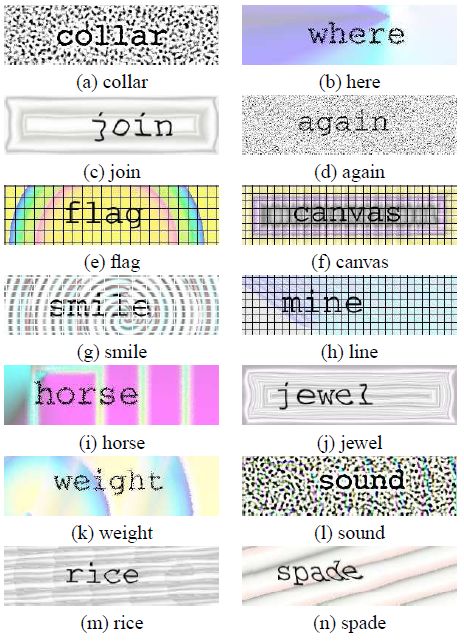 collar where
(a) collar (b) here
join again
(c) join (d) again
flag canvas
(e) flag (f) canvas
smile mine
(g) smile (h) line
horse jewel
(i) horse (j) jewel
weight sound
(k) weight (l) sound
rice spade
(m) rice (n) spade